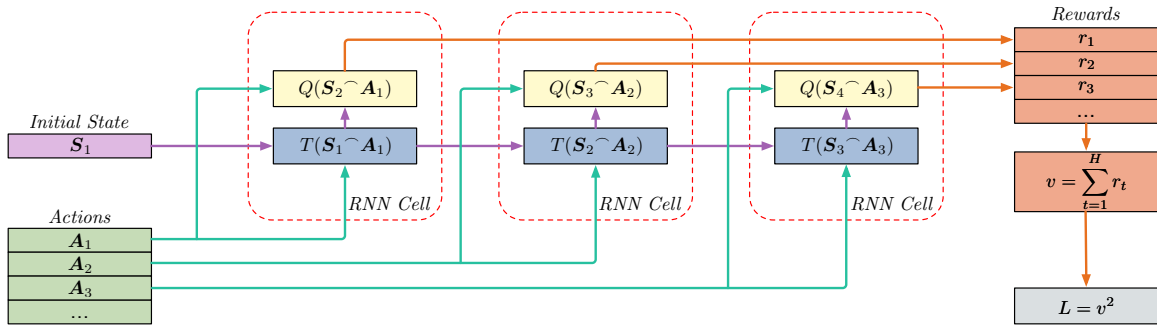 Initial State
S₁
Actions
A₁
A₂
A₃
...
Q(S₂⌢A₁)
T(S₁⌢A₁)
RNN Cell
Q(S₃⌢A₂)
T(S₂⌢A₂)
RNN Cell
Q(S₄⌢A₃)
T(S₃⌢A₃)
RNN Cell
Rewards
r₁
r₂
r₃
...
H
v = ∑ rₜ
t=1
L = v²